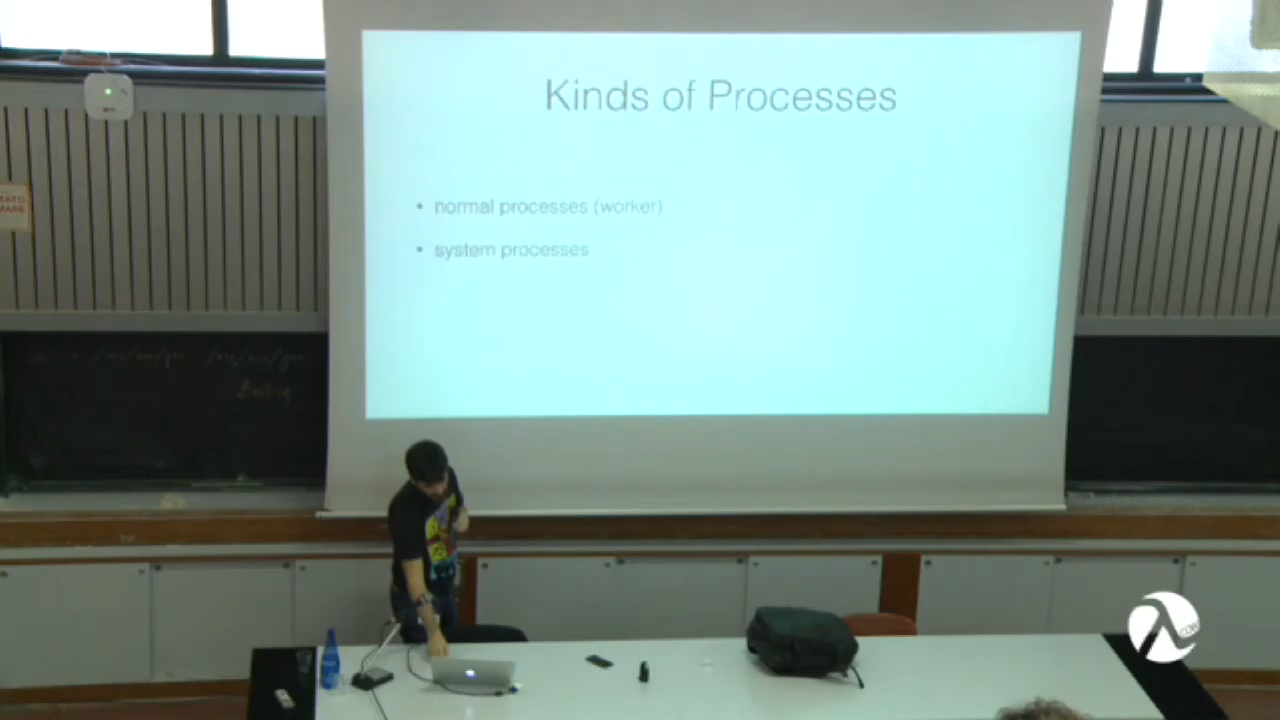 Kinds of Processes
• normal processes (worker)
• system processes